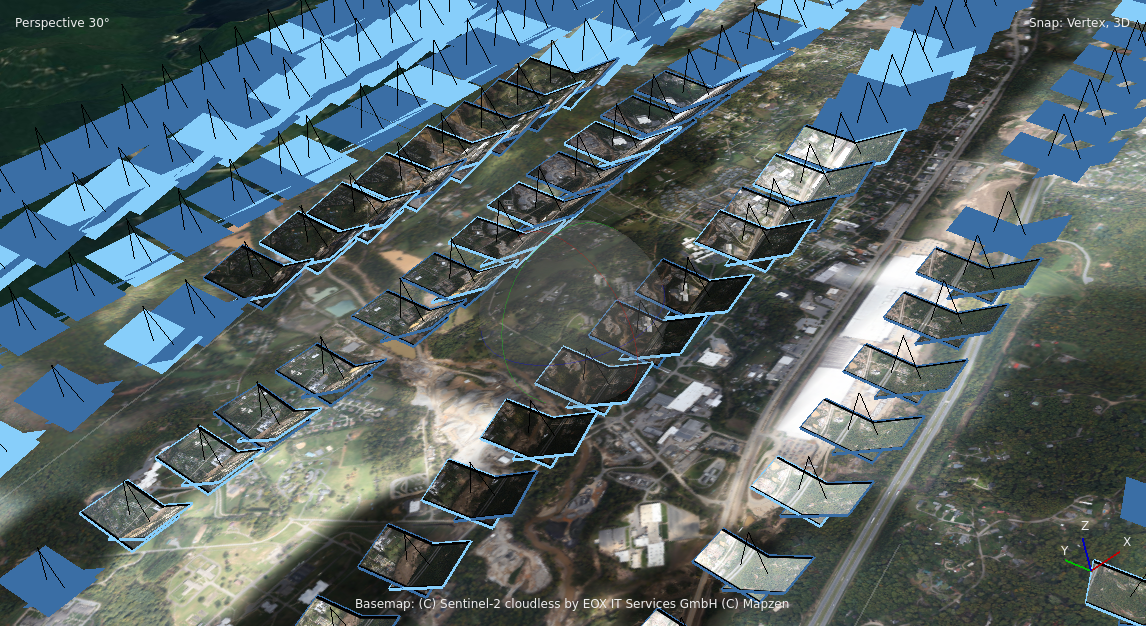 Perspective 30°
Snap: Vertex, 3D
Z
X
Y
Basemap: (C) Sentinel-2 cloudless by EOX IT Services GmbH (C) Mapzen